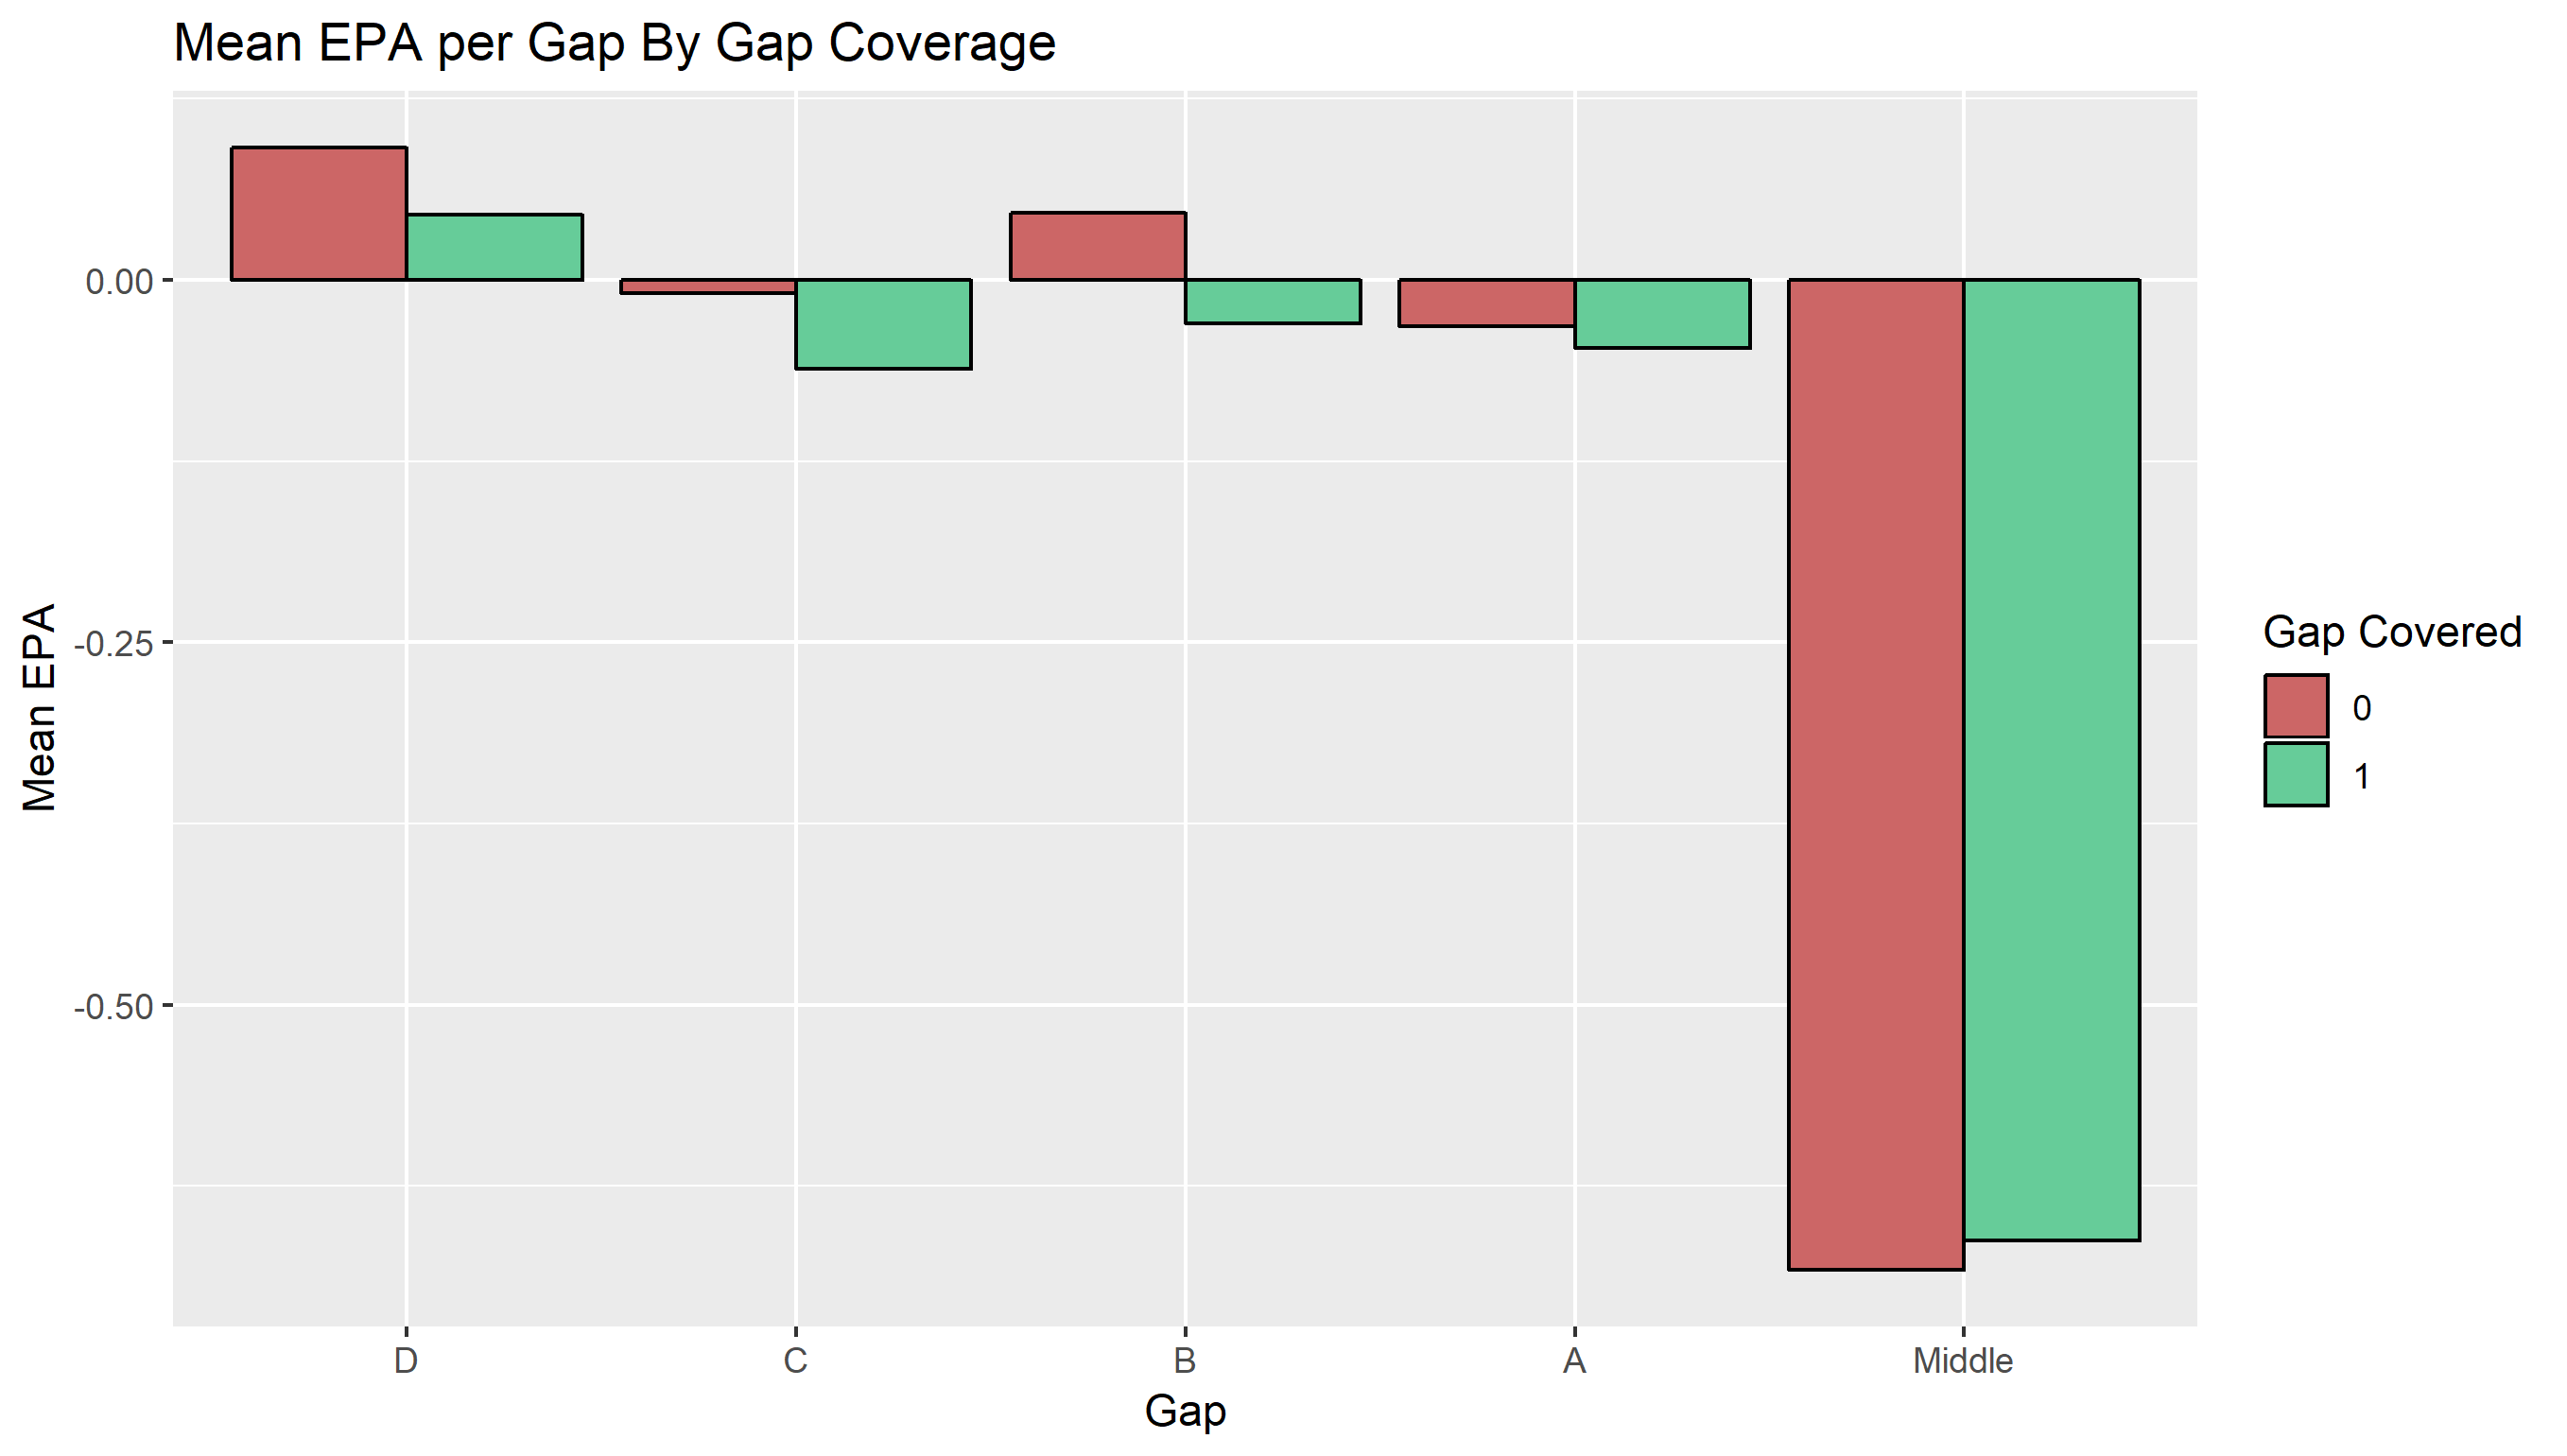 Mean EPA per Gap By Gap Coverage
0.00
-0.25
-0.50
Mean EPA
D
C
B
A
Middle
Gap
Gap Covered
0
1